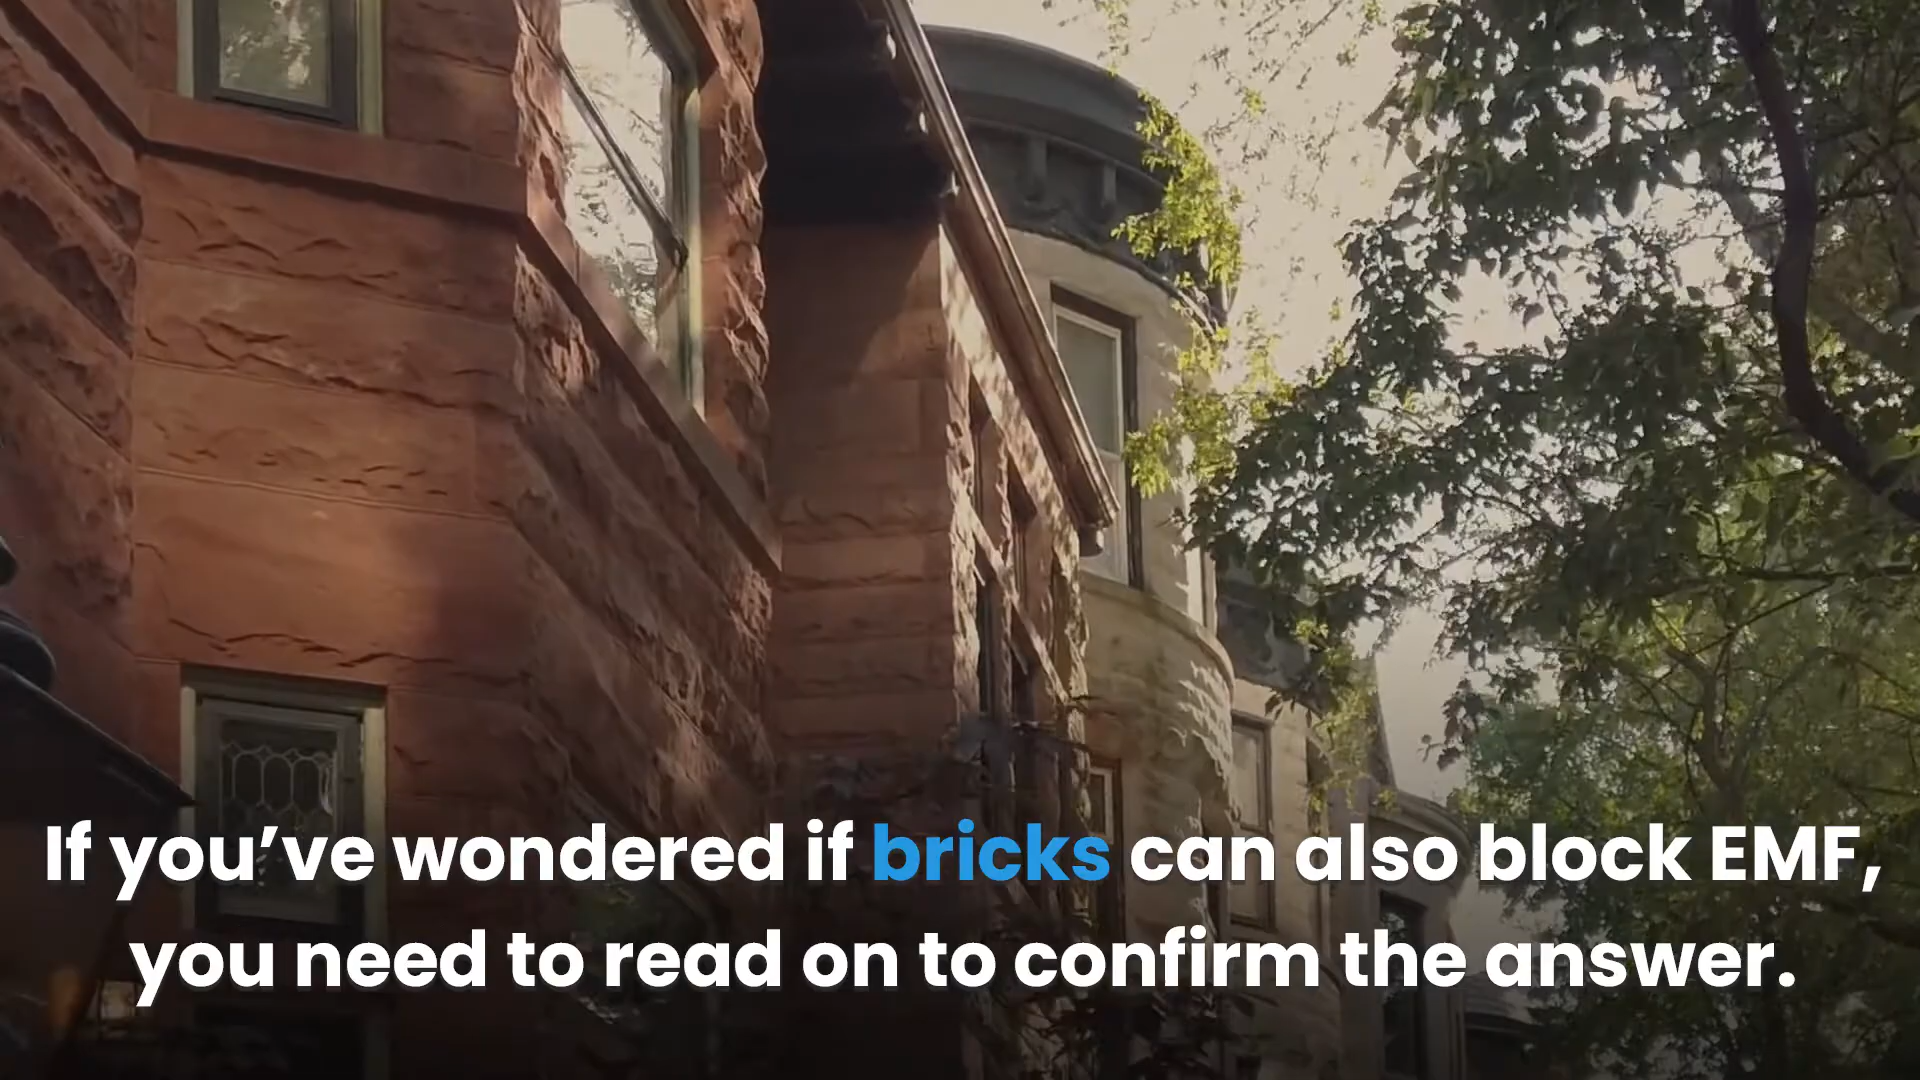 If you’ve wondered if bricks can also block EMF,
you need to read on to confirm the answer.